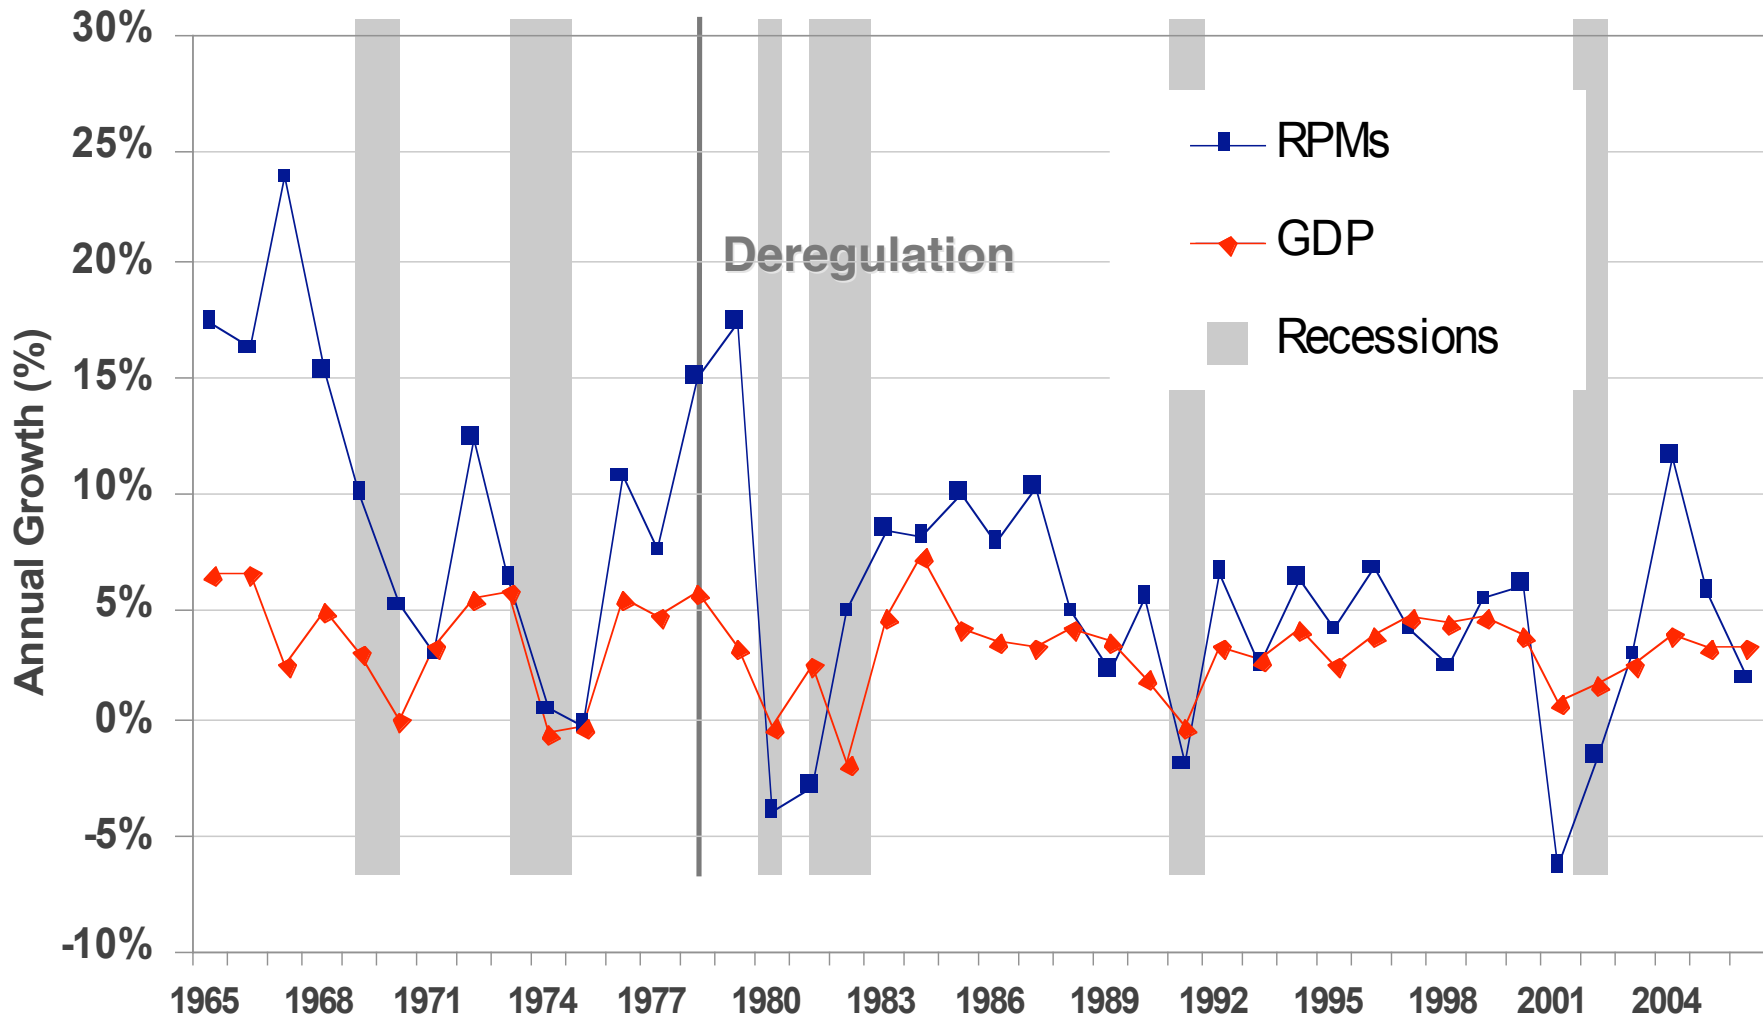 30%
25%
20%
15%
10%
5%
0%
-5%
-10%
Annual Growth (%)
Deregulation
RPMs
GDP
Recessions
1965 1968 1971 1974 1977 1980 1983 1986 1989 1992 1995 1998 2001 2004